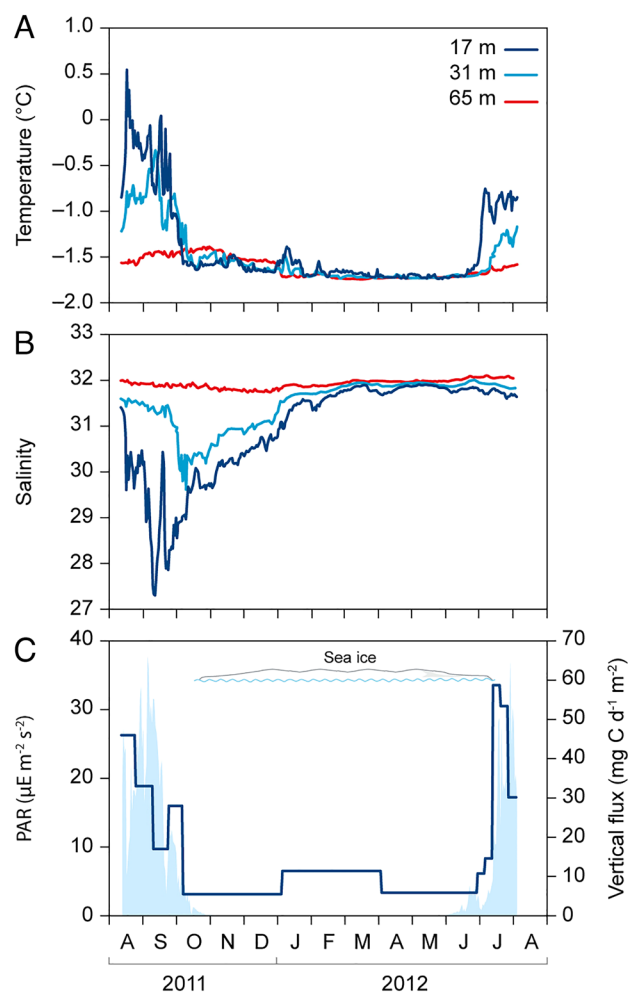 A
Temperature (°C)
1.0
0.5
0
−0.5
−1.0
−1.5
−2.0
17 m
31 m
65 m
B
Salinity
33
32
31
30
29
28
27
C
PAR (µE m-2 s-2)
40
30
20
10
0
Sea ice
70
60
50
40
30
20
10
0
Vertical flux (mg C d-1 m-2)
A S O N D J F M A M J J A
2011 2012